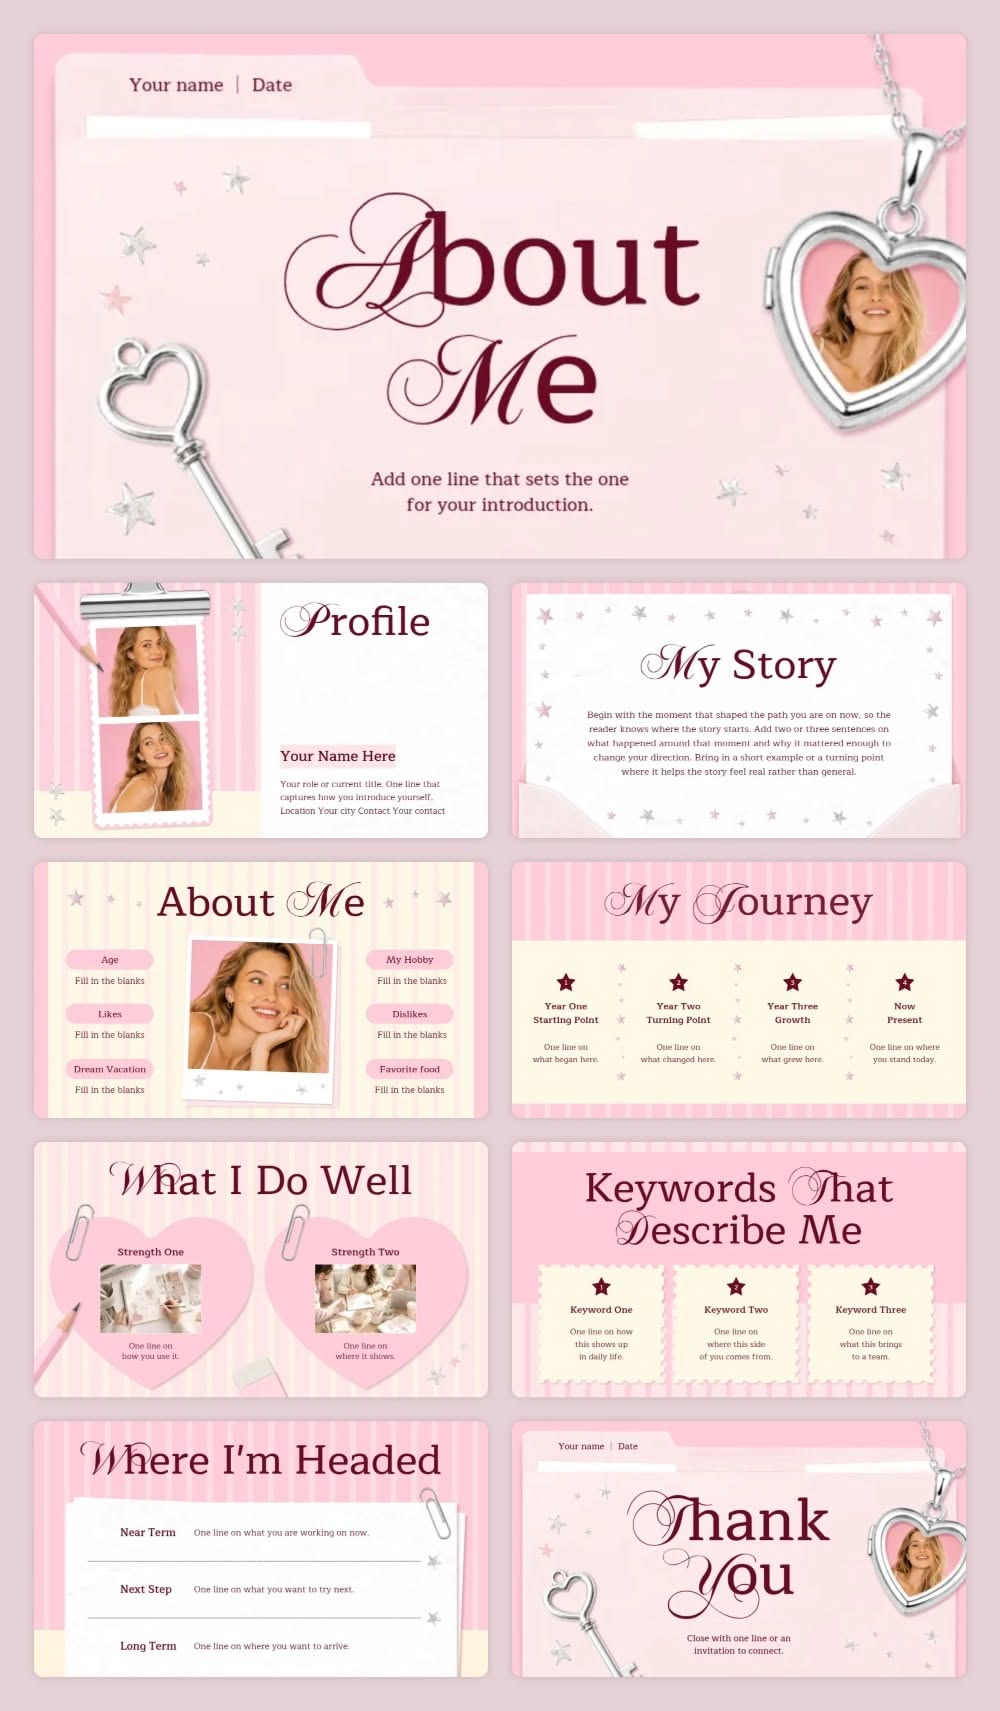 Your name | Date
About
Me
Add one line that sets the one
for your introduction.
Profile
Your Name Here
Your role or current title. One line that
captures how you introduce yourself.
Location Your city Contact Your contact
My Story
Begin with the moment that shaped the path you are on now, so the
reader knows where the story starts. Add two or three sentences on
what happened around that moment and why it mattered enough to
change your direction. Bring in a short example or a turning point
where it helps the story feel real rather than general.
About Me
Age
Fill in the blanks
Likes
Fill in the blanks
Dream Vacation
Fill in the blanks
My Hobby
Fill in the blanks
Dislikes
Fill in the blanks
Favorite food
Fill in the blanks
My Journey
1
Year One
Starting Point
One line on
what began here.
2
Year Two
Turning Point
One line on
what changed here.
3
Year Three
Growth
One line on
what grew here.
4
Now
Present
One line on where
you stand today.
What I Do Well
Strength One
One line on
how you use it.
Strength Two
One line on
where it shows.
Keywords That
Describe Me
1
Keyword One
One line on how
this shows up
in daily life.
2
Keyword Two
One line on
where this side
of you comes from.
3
Keyword Three
One line on
what this brings
to a team.
Where I'm Headed
Near Term One line on what you are working on now.
Next Step One line on what you want to try next.
Long Term One line on where you want to arrive.
Your name | Date
Thank
You
Close with one line or an
invitation to connect.